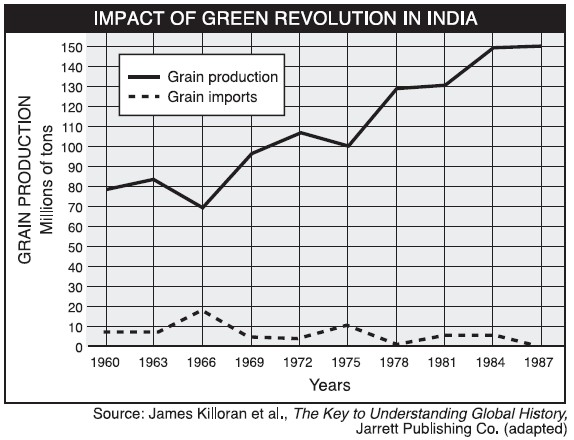 IMPACT OF GREEN REVOLUTION IN INDIA
Grain production
Grain imports
GRAIN PRODUCTION
Millions of tons
150
140
130
120
110
100
90
80
70
60
50
40
30
20
10
0
1960 1963 1966 1969 1972 1975 1978 1981 1984 1987
Years
Source: James Killoran et al., The Key to Understanding Global History,
Jarrett Publishing Co. (adapted)